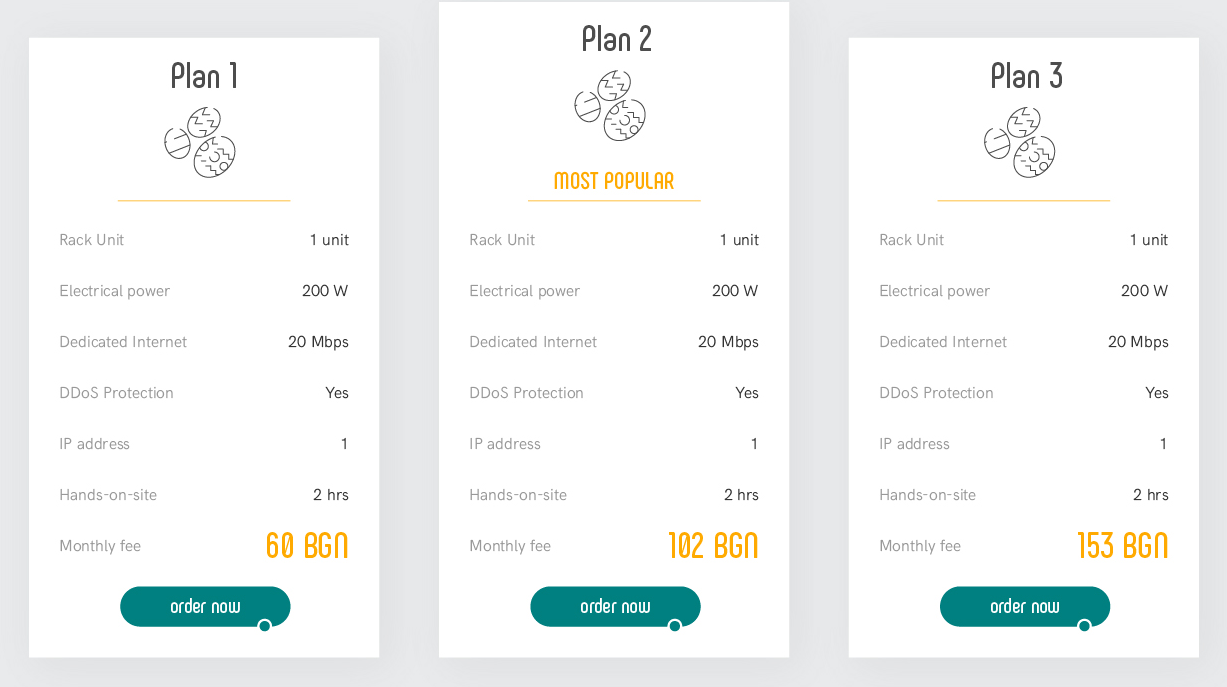 Plan 1
Rack Unit 1 unit
Electrical power 200 W
Dedicated Internet 20 Mbps
DDoS Protection Yes
IP address 1
Hands-on-site 2 hrs
Monthly fee 60 BGN
order now
Plan 2
MOST POPULAR
Rack Unit 1 unit
Electrical power 200 W
Dedicated Internet 20 Mbps
DDoS Protection Yes
IP address 1
Hands-on-site 2 hrs
Monthly fee 102 BGN
order now
Plan 3
Rack Unit 1 unit
Electrical power 200 W
Dedicated Internet 20 Mbps
DDoS Protection Yes
IP address 1
Hands-on-site 2 hrs
Monthly fee 153 BGN
order now